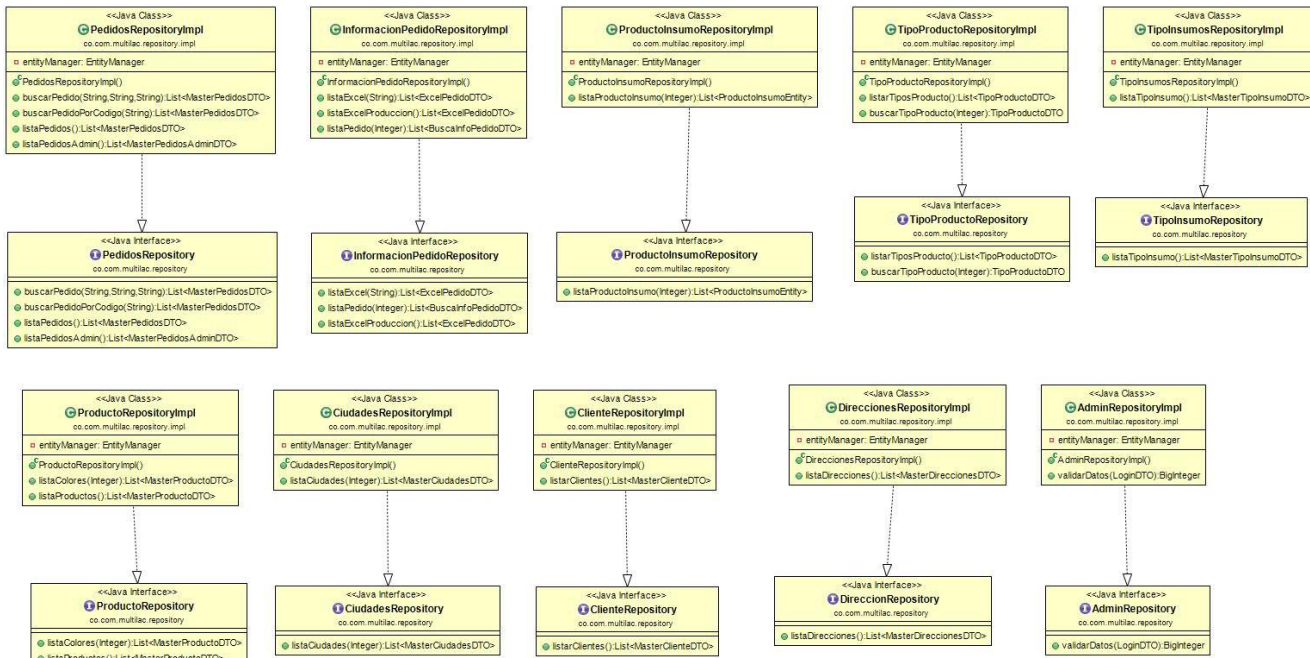 <<Java Class>>
PedidosRepositoryImpl
co.com.multilac.repository.impl
entityManager: EntityManager
PedidosRepositoryImpl()
buscarPedido(String,String,String):List<MasterPedidosDTO>
buscarPedidoPorCodigo(String):List<MasterPedidosDTO>
listaPedidos():List<MasterPedidosDTO>
listaPedidosAdmin():List<MasterPedidosAdminDTO>
<<Java Class>>
InformacionPedidoRepositoryImpl
co.com.multilac.repository.impl
entityManager: EntityManager
InformacionPedidoRepositoryImpl()
listaExcel(String):List<ExcelPedidoDTO>
listaExcelProduccion():List<ExcelPedidoDTO>
listaPedido(Integer):List<BuscaInfoPedidoDTO>
<<Java Class>>
ProductoInsumoRepositoryImpl
co.com.multilac.repository.impl
entityManager: EntityManager
ProductoInsumoRepositoryImpl()
listaProductoInsumo(Integer):List<ProductoInsumoEntity>
<<Java Class>>
TipoProductoRepositoryImpl
co.com.multilac.repository.impl
entityManager: EntityManager
TipoProductoRepositoryImpl()
listarTiposProducto():List<TipoProductoDTO>
buscarTipoProducto(Integer):TipoProductoDTO
<<Java Class>>
TipoInsumosRepositoryImpl
co.com.multilac.repository.impl
entityManager: EntityManager
TipoInsumosRepositoryImpl()
listaTipoInsumo():List<MasterTipoInsumoDTO>
<<Java Interface>>
PedidosRepository
co.com.multilac.repository
buscarPedido(String,String,String):List<MasterPedidosDTO>
buscarPedidoPorCodigo(String):List<MasterPedidosDTO>
listaPedidos():List<MasterPedidosDTO>
listaPedidosAdmin():List<MasterPedidosAdminDTO>
<<Java Interface>>
InformacionPedidoRepository
co.com.multilac.repository
listaExcel(String):List<ExcelPedidoDTO>
listaPedido(Integer):List<BuscaInfoPedidoDTO>
listaExcelProduccion():List<ExcelPedidoDTO>
<<Java Interface>>
ProductoInsumoRepository
co.com.multilac.repository
listaProductoInsumo(Integer):List<ProductoInsumoEntity>
<<Java Interface>>
TipoProductoRepository
co.com.multilac.repository
listarTiposProducto():List<TipoProductoDTO>
buscarTipoProducto(Integer):TipoProductoDTO
<<Java Interface>>
TipoInsumoRepository
co.com.multilac.repository
listaTipoInsumo():List<MasterTipoInsumoDTO>
<<Java Class>>
ProductoRepositoryImpl
co.com.multilac.repository.impl
entityManager: EntityManager
ProductoRepositoryImpl()
listaColores(Integer):List<MasterProductoDTO>
listaProductos():List<MasterProductoDTO>
<<Java Class>>
CiudadesRepositoryImpl
co.com.multilac.repository.impl
entityManager: EntityManager
CiudadesRepositoryImpl()
listaCiudades(Integer):List<MasterCiudadesDTO>
<<Java Class>>
ClienteRepositoryImpl
co.com.multilac.repository.impl
entityManager: EntityManager
ClienteRepositoryImpl()
listarClientes():List<MasterClienteDTO>
<<Java Class>>
DireccionesRepositoryImpl
co.com.multilac.repository.impl
entityManager: EntityManager
DireccionesRepositoryImpl()
listaDirecciones():List<MasterDireccionesDTO>
<<Java Class>>
AdminRepositoryImpl
co.com.multilac.repository.impl
entityManager: EntityManager
AdminRepositoryImpl()
validarDatos(LoginDTO):BigInteger
<<Java Interface>>
ProductoRepository
co.com.multilac.repository
listaColores(Integer):List<MasterProductoDTO>
listaProductos():List<MasterProductoDTO>
<<Java Interface>>
CiudadesRepository
co.com.multilac.repository
listaCiudades(Integer):List<MasterCiudadesDTO>
<<Java Interface>>
ClienteRepository
co.com.multilac.repository
listarClientes():List<MasterClienteDTO>
<<Java Interface>>
DireccionRepository
co.com.multilac.repository
listaDirecciones():List<MasterDireccionesDTO>
<<Java Interface>>
AdminRepository
co.com.multilac.repository
validarDatos(LoginDTO):BigInteger